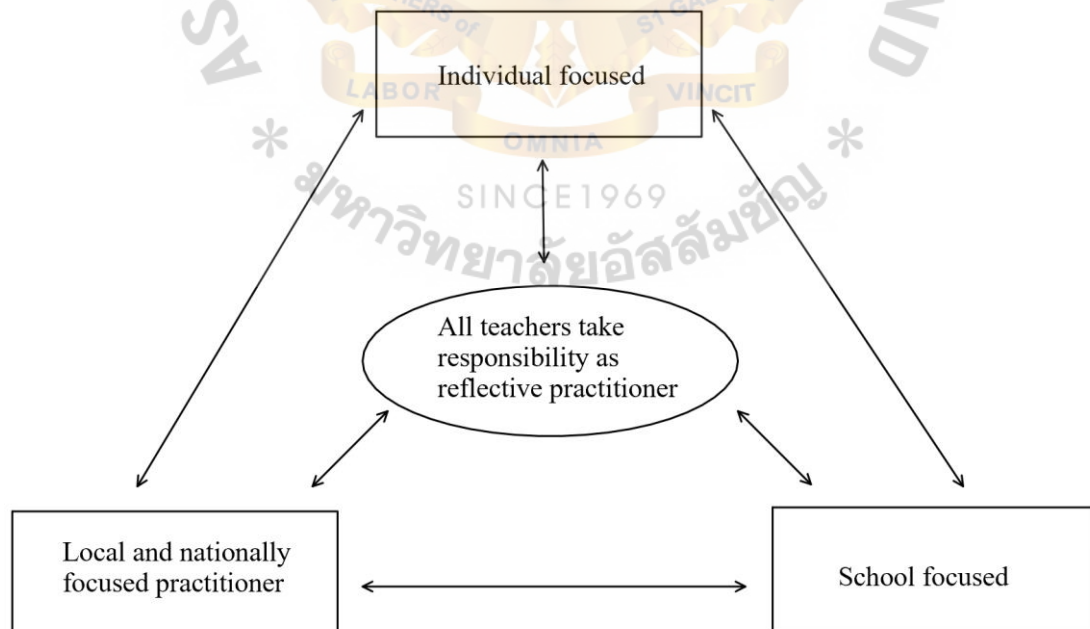 Individual focused
LABOR
VINCIT
OMNIA
SINCE1969
มหาวิทยาลัยอัสสัมชัญ
All teachers take
responsibility as
reflective practitioner
Local and nationally
focused practitioner
School focused